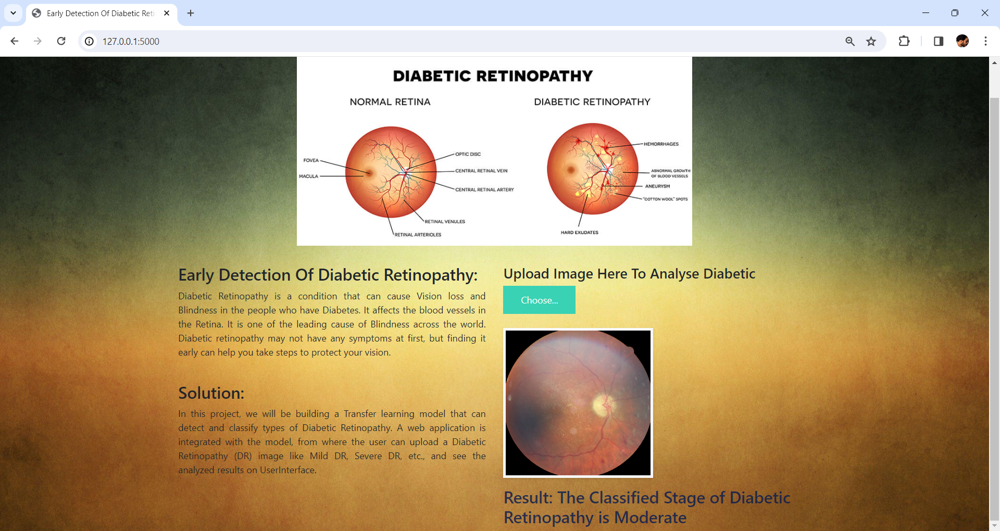 Early Detection Of Diabetic Reti
127.0.0.1:5000
DIABETIC RETINOPATHY
NORMAL RETINA
DIABETIC RETINOPATHY
FOVEA
MACULA
OPTIC DISC
CENTRAL RETINAL VEIN
CENTRAL RETINAL ARTERY
RETINAL VENULES
RETINAL ARTERIOLES
HEMORRHAGES
ABNORMAL GROWTH
OF BLOOD VESSELS
ANEURYSM
"COTTON WOOL" SPOTS
HARD EXUDATES
Early Detection Of Diabetic Retinopathy:
Diabetic Retinopathy is a condition that can cause Vision loss and
Blindness in the people who have Diabetes. It affects the blood vessels in
the Retina. It is one of the leading cause of Blindness across the world.
Diabetic retinopathy may not have any symptoms at first, but finding it
early can help you take steps to protect your vision.
Solution:
In this project, we will be building a Transfer learning model that can
detect and classify types of Diabetic Retinopathy. A web application is
integrated with the model, from where the user can upload a Diabetic
Retinopathy (DR) image like Mild DR, Severe DR, etc., and see the
analyzed results on UserInterface.
Upload Image Here To Analyse Diabetic
Choose...
Result: The Classified Stage of Diabetic
Retinopathy is Moderate